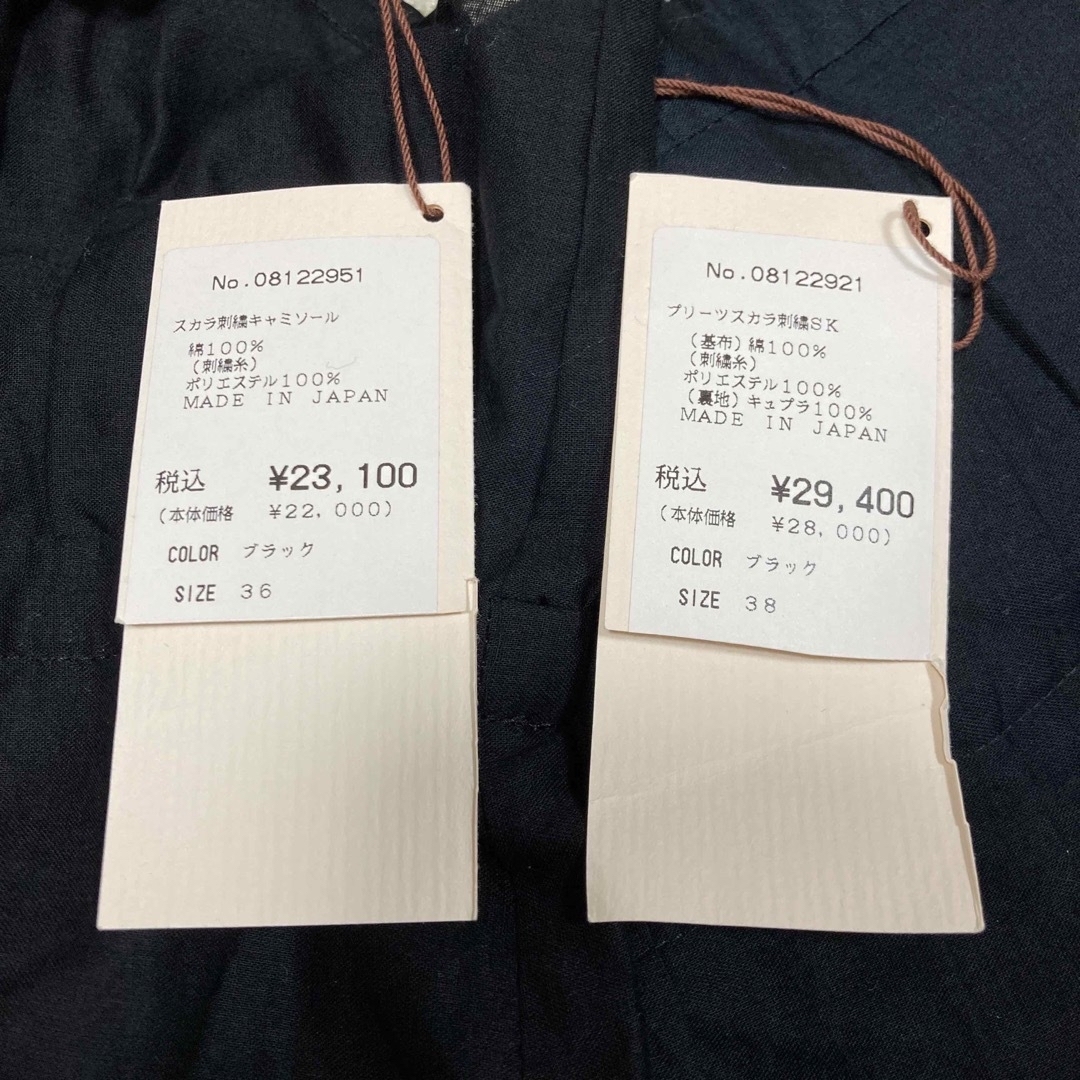 No.08122951
スカラ刺繍キャミソール
綿100%
(刺繍糸)
ポリエステル100%
MADE IN JAPAN
税込 ¥23,100
(本体価格 ¥22,000)
COLOR ブラック
SIZE 36
No.08122921
プリーツスカラ刺繍SK
(基布)綿100%
(刺繍糸)
ポリエステル100%
(裏地)キュプラ100%
MADE IN JAPAN
税込 ¥29,400
(本体価格 ¥28,000)
COLOR ブラック
SIZE 38